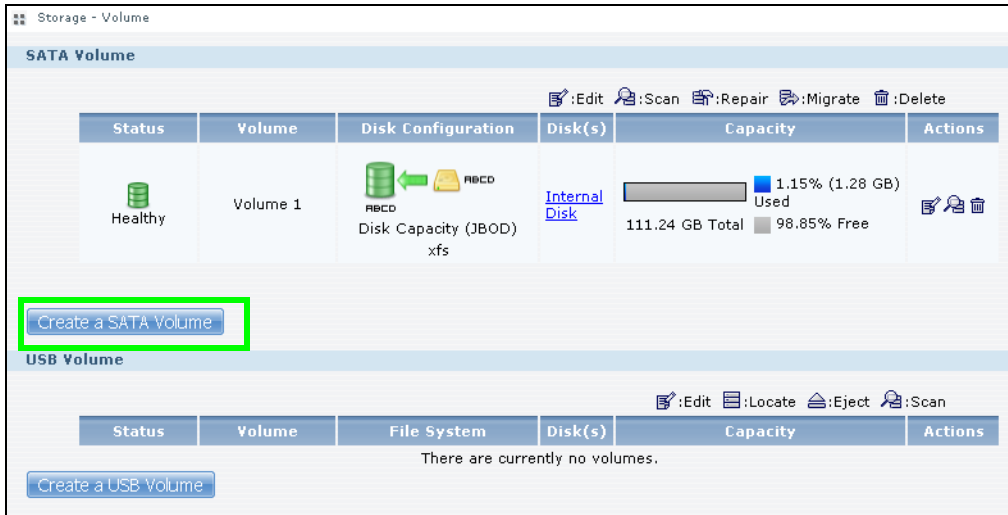 Storage - Volume
SATA Volume
:Edit :Scan :Repair :Migrate :Delete
Status Volume Disk Configuration Disk(s) Capacity Actions
Healthy
Volume 1
ABCD
ABCD
Disk Capacity (JBOD)
xfs
Internal
Disk
111.24 GB Total
1.15% (1.28 GB)
Used
98.85% Free
Create a SATA Volume
USB Volume
:Edit :Locate :Eject :Scan
Status Volume File System Disk(s) Capacity Actions
There are currently no volumes.
Create a USB Volume